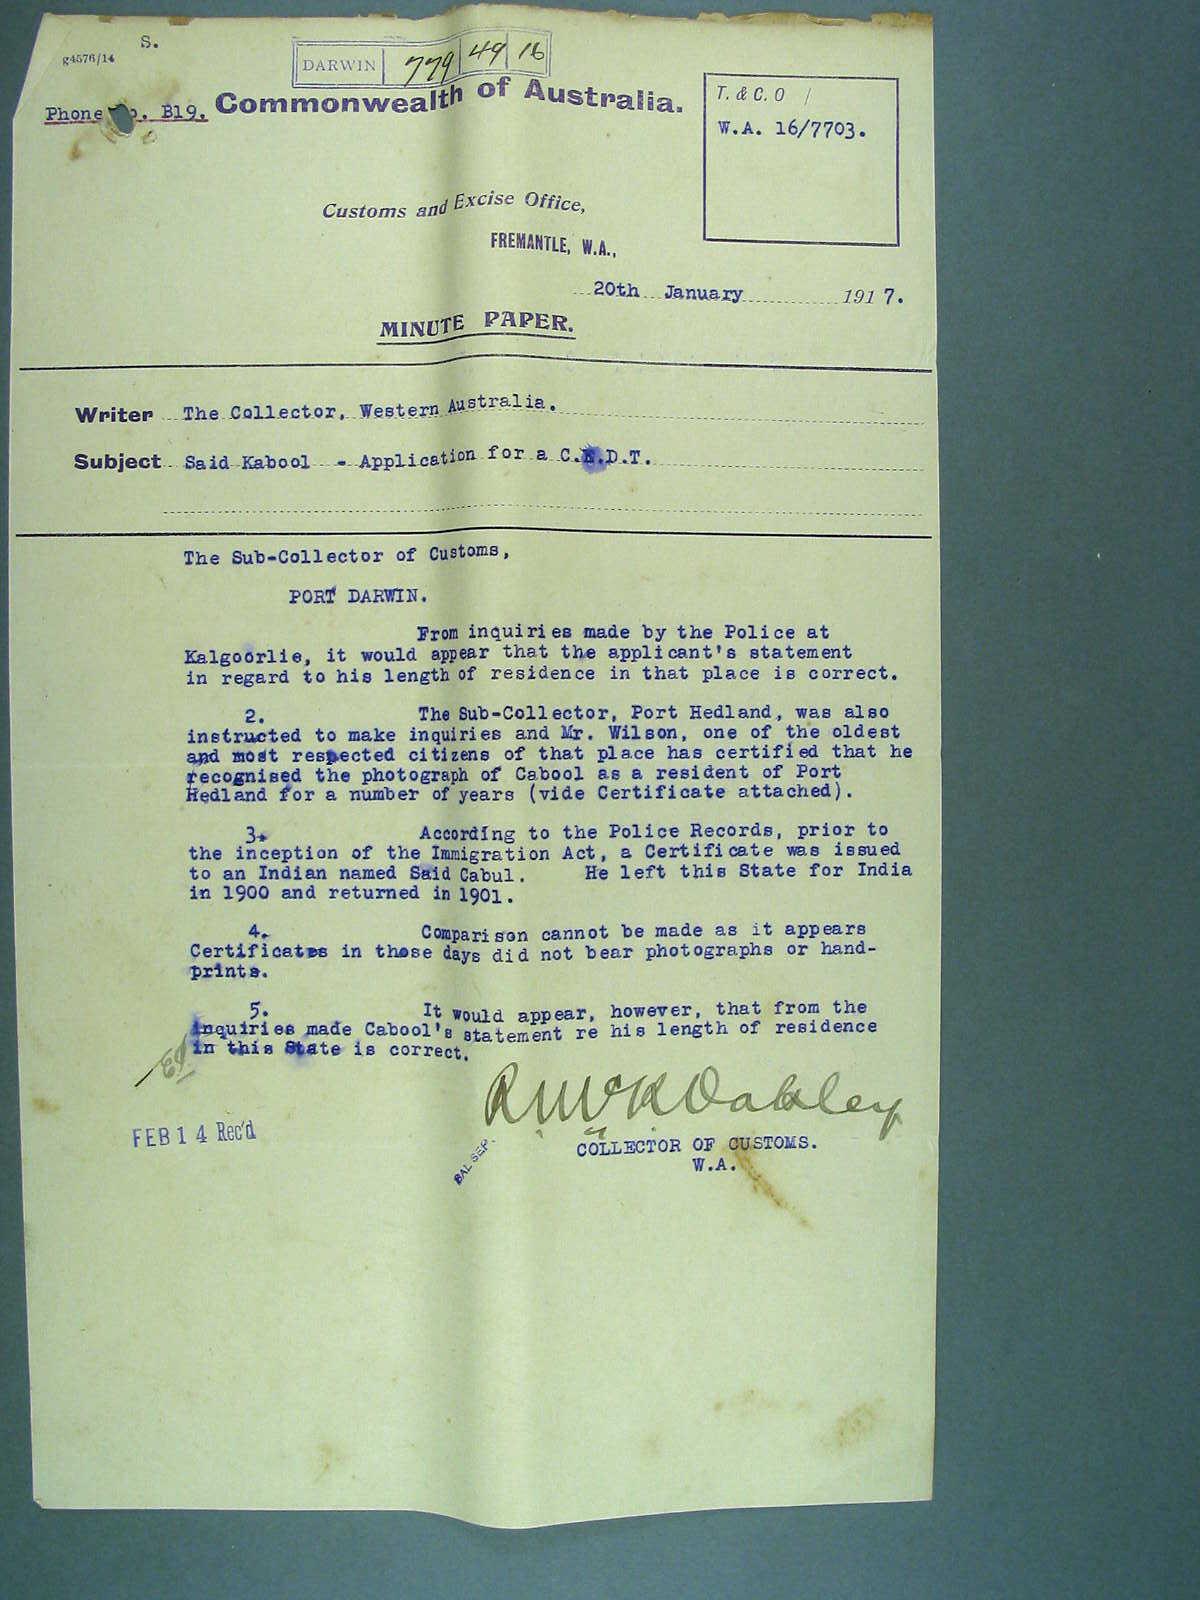 S.
g4576/14
DARWIN 779 49 16
Phone No. B19.
Commonwealth of Australia.
T. & C. O /
W.A. 16/7703.
Customs and Excise Office,
FREMANTLE, W.A.,
20th January 1917.
MINUTE PAPER.
Writer The Collector, Western Australia.
Subject Said Kabool - Application for a C.E.D.T.
The Sub-Collector of Customs,
PORT DARWIN.
From inquiries made by the Police at
Kalgoorlie, it would appear that the applicant's statement
in regard to his length of residence in that place is correct.
2. The Sub-Collector, Port Hedland, was also
instructed to make inquiries and Mr. Wilson, one of the oldest
and most respected citizens of that place has certified that he
recognised the photograph of Cabool as a resident of Port
Hedland for a number of years (vide Certificate attached).
3. According to the Police Records, prior to
the inception of the Immigration Act, a Certificate was issued
to an Indian named Said Cabul. He left this State for India
in 1900 and returned in 1901.
4. Comparison cannot be made as it appears
Certificates in those days did not bear photographs or hand-
prints.
5. It would appear, however, that from the
inquiries made Cabool's statement re his length of residence
in this State is correct.
R McK Oakley
FEB 14 Rec'd
BAL SEP.
COLLECTOR OF CUSTOMS.
W.A.